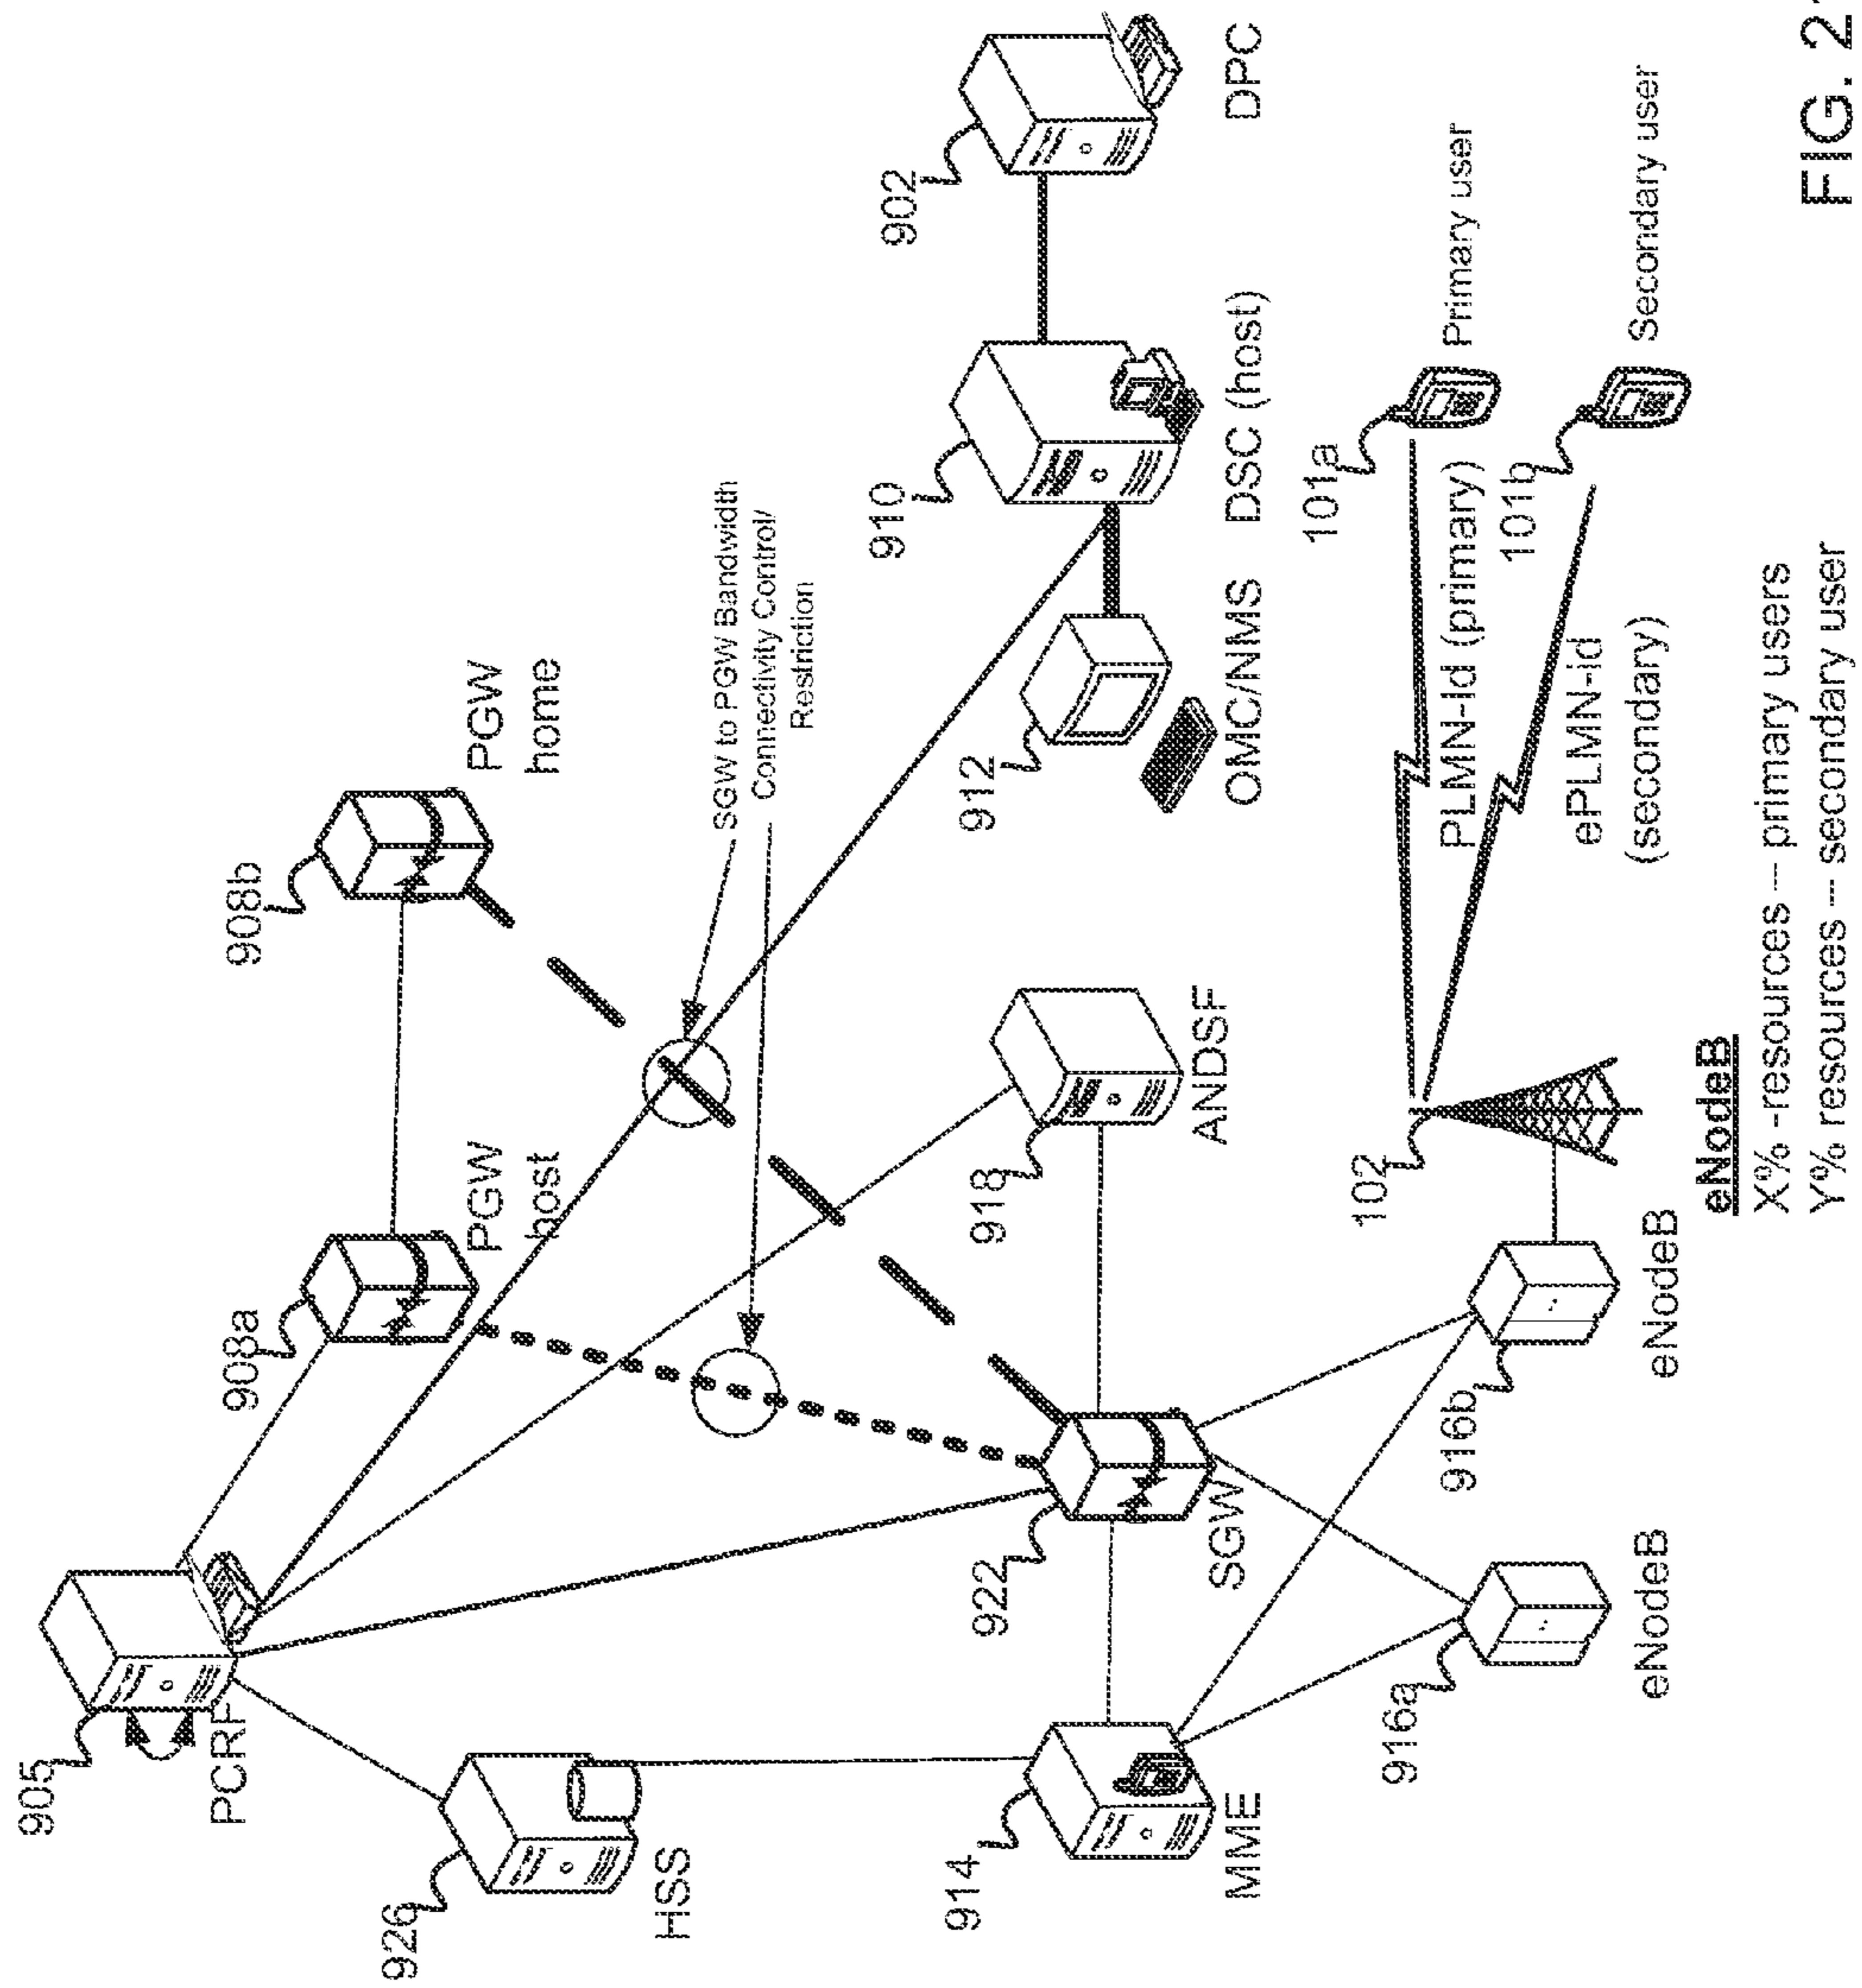 905
PCRF
908a
908b
926
PGW
host
PGW
home
HSS
SGW to PGW Bandwidth
Connectivity Control/
Restriction
910
902
914
922
918
912
MME
SGW
ANDSF
OMC/NMS
DSC (host)
DPC
101a
Primary user
916a
916b
102
PLMN-Id (primary)
101b
ePLMN-id
(secondary)
Secondary user
eNodeB
eNodeB
eNodeB
X% -resources – primary users
Y% resources – secondary user
FIG. 2